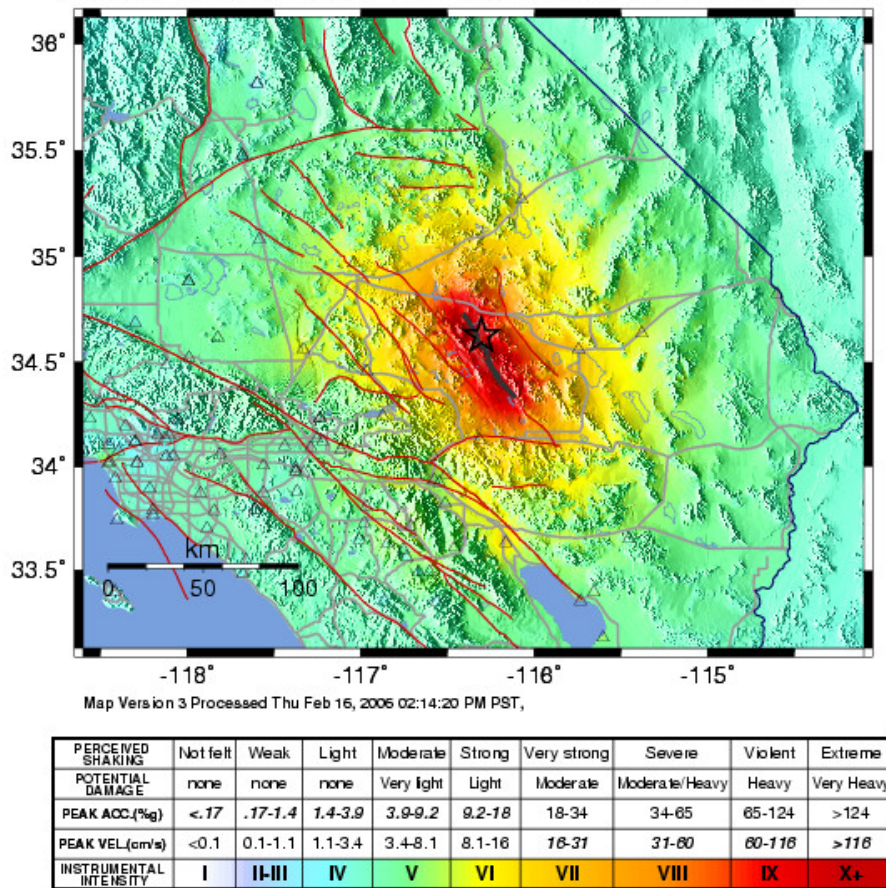 36°
35.5°
35°
34.5°
34°
33.5°
km
0 50 100
-118° -117° -116° -115°
Map Version 3 Processed Thu Feb 16, 2006 02:14:20 PM PST,
PERCEIVED SHAKING Not felt Weak Light Moderate Strong Very strong Severe Violent Extreme
POTENTIAL DAMAGE none none none Very light Light Moderate Moderate/Heavy Heavy Very Heavy
PEAK ACC.(%g) <.17 .17-1.4 1.4-3.9 3.9-9.2 9.2-18 18-34 34-65 65-124 >124
PEAK VEL.(cm/s) <0.1 0.1-1.1 1.1-3.4 3.4-8.1 8.1-16 16-31 31-60 60-116 >116
INSTRUMENTAL INTENSITY I II-III IV V VI VII VIII IX X+